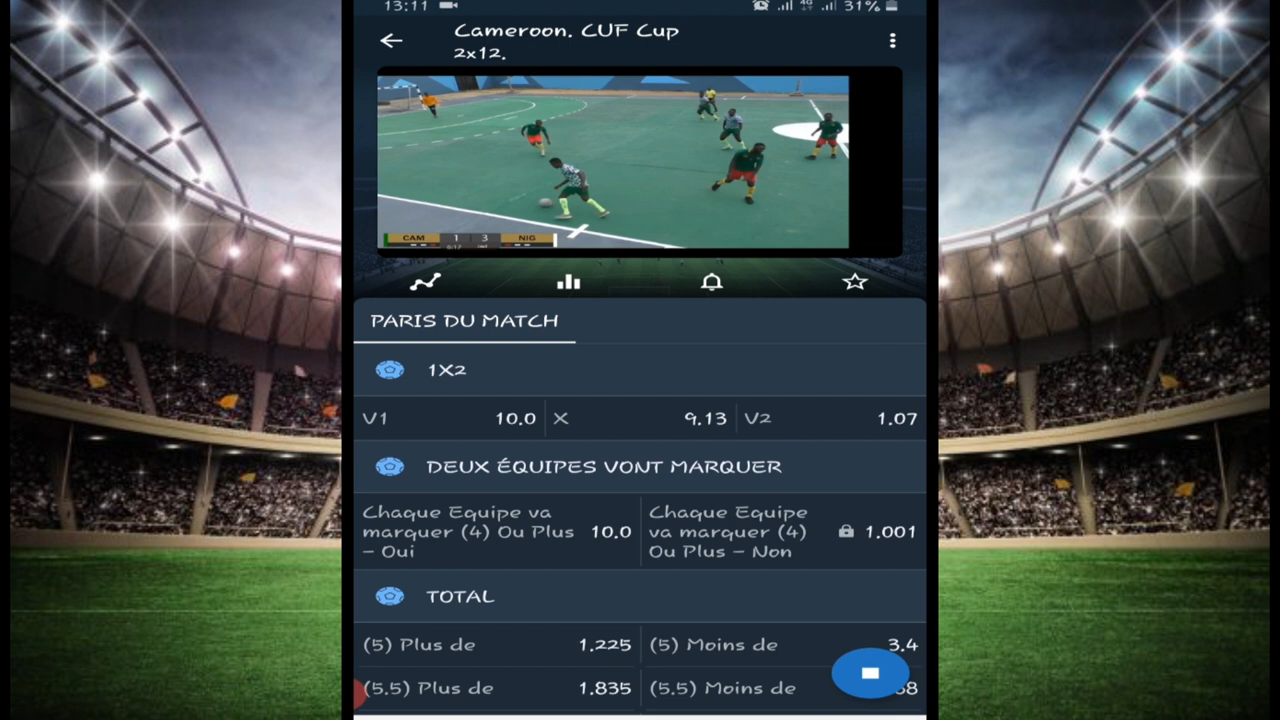 13:11 4G 31%
Cameroon. CUF Cup
2x12.
CAM 1 3 NIG
PARIS DU MATCH
1X2
V1 10.0 X 9.13 V2 1.07
DEUX ÉQUIPES VONT MARQUER
Chaque Equipe va marquer (4) Ou Plus – Oui 10.0
Chaque Equipe va marquer (4) Ou Plus – Non 1.001
TOTAL
(5) Plus de 1.225 (5) Moins de 3.4
(5.5) Plus de 1.835 (5.5) Moins de